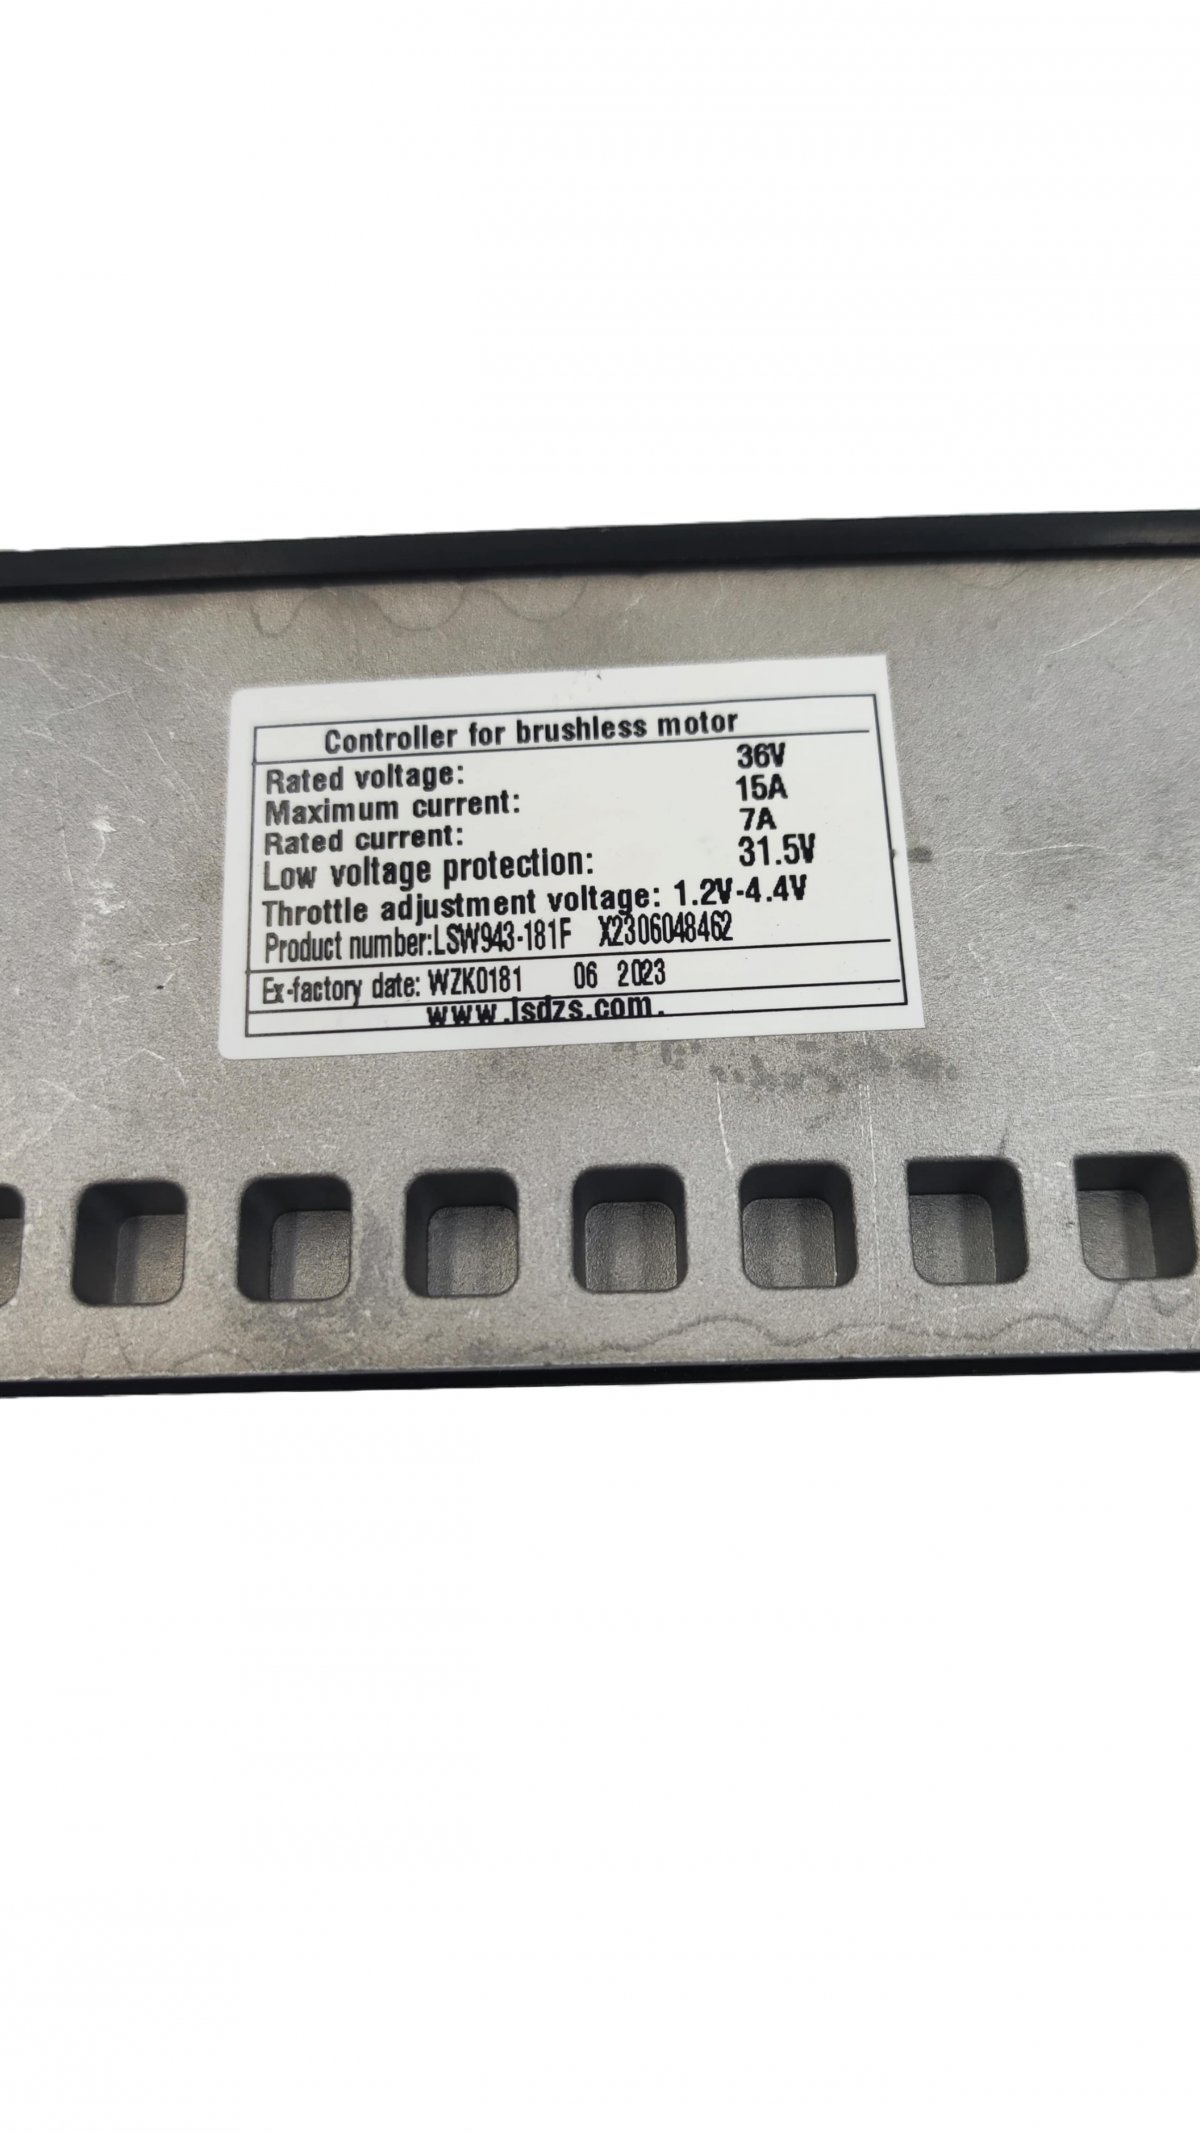 Controller for brushless motor
Rated voltage: 36V
Maximum current: 15A
Rated current: 7A
Low voltage protection: 31.5V
Throttle adjustment voltage: 1.2V-4.4V
Product number:LSW943-181F X2306048462
Ex-factory date: WZK0181 06 2023
www.lsdzs.com.